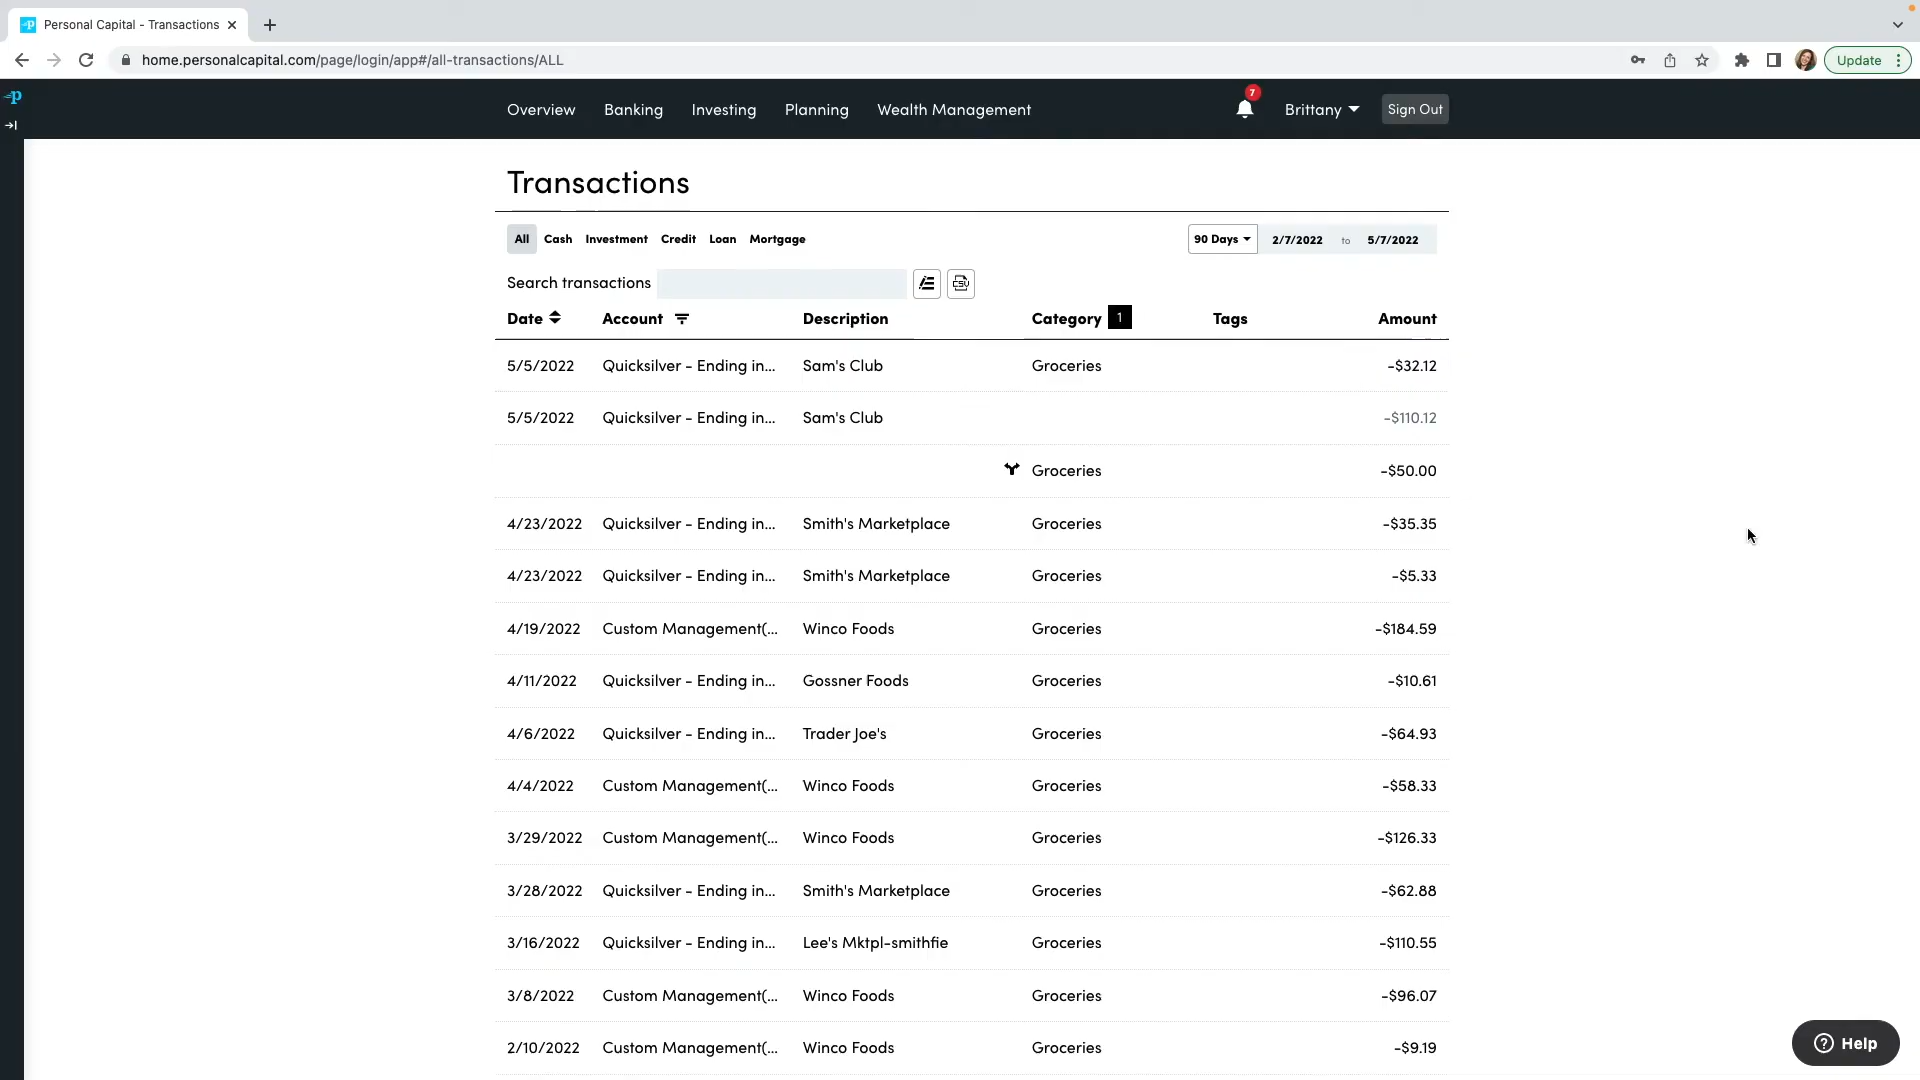 Personal Capital - Transactions
home.personalcapital.com/page/login/app#/all-transactions/ALL
Update
Overview Banking Investing Planning Wealth Management 7 Brittany Sign Out
Transactions
All Cash Investment Credit Loan Mortgage 90 Days 2/7/2022 to 5/7/2022
Search transactions CSV
Date Account Description Category 1 Tags Amount
5/5/2022 Quicksilver - Ending in... Sam's Club Groceries -$32.12
5/5/2022 Quicksilver - Ending in... Sam's Club -$110.12
Groceries -$50.00
4/23/2022 Quicksilver - Ending in... Smith's Marketplace Groceries -$35.35
4/23/2022 Quicksilver - Ending in... Smith's Marketplace Groceries -$5.33
4/19/2022 Custom Management(... Winco Foods Groceries -$184.59
4/11/2022 Quicksilver - Ending in... Gossner Foods Groceries -$10.61
4/6/2022 Quicksilver - Ending in... Trader Joe's Groceries -$64.93
4/4/2022 Custom Management(... Winco Foods Groceries -$58.33
3/29/2022 Custom Management(... Winco Foods Groceries -$126.33
3/28/2022 Quicksilver - Ending in... Smith's Marketplace Groceries -$62.88
3/16/2022 Quicksilver - Ending in... Lee's Mktpl-smithfie Groceries -$110.55
3/8/2022 Custom Management(... Winco Foods Groceries -$96.07
2/10/2022 Custom Management(... Winco Foods Groceries -$9.19
Help